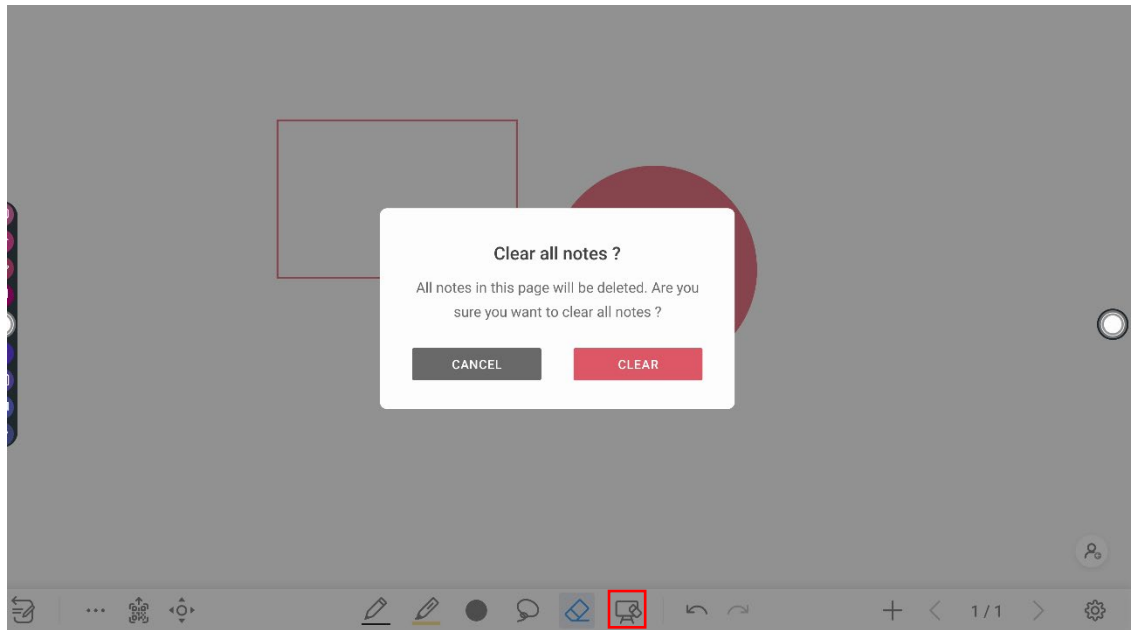 Clear all notes ?
All notes in this page will be deleted. Are you
sure you want to clear all notes ?
CANCEL
CLEAR
1 / 1